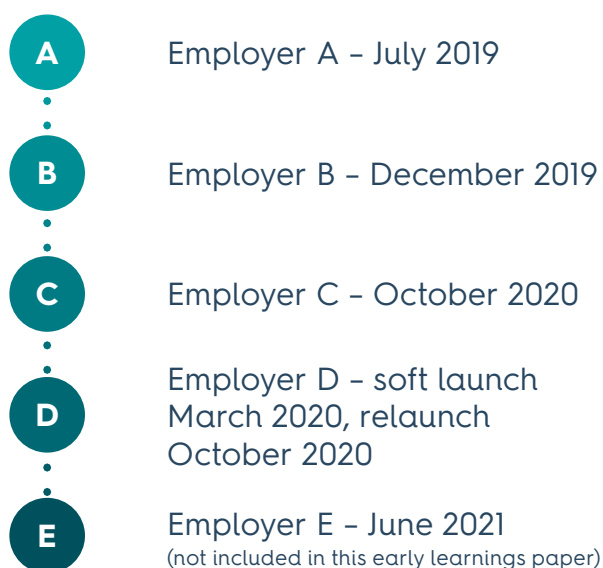 A
Employer A – July 2019
B
Employer B – December 2019
C
Employer C – October 2020
D
Employer D – soft launch
March 2020, relaunch
October 2020
E
Employer E – June 2021
(not included in this early learnings paper)